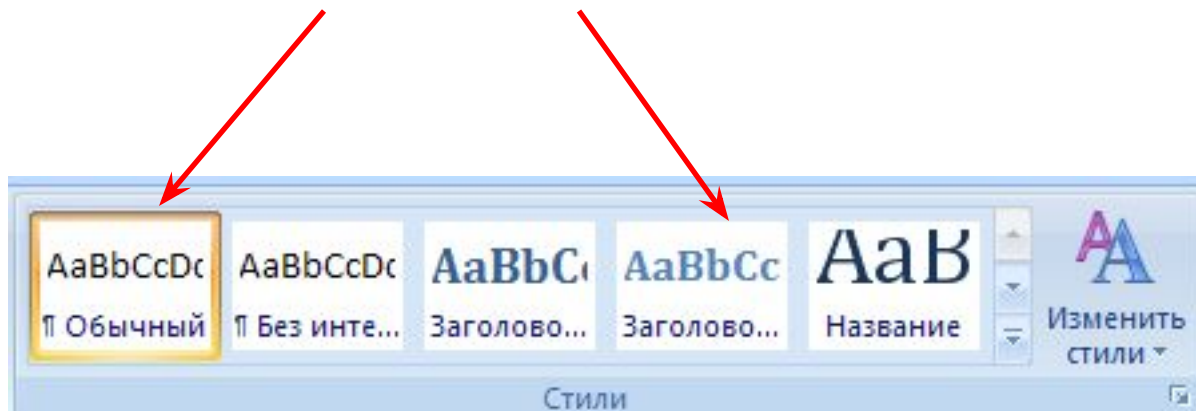 AaBbCcDc AaBbCcDc AaBbC AaBbCc AaB
¶ Обычный ¶ Без инте... Заголово... Заголово... Название
Изменить
стили
Стили